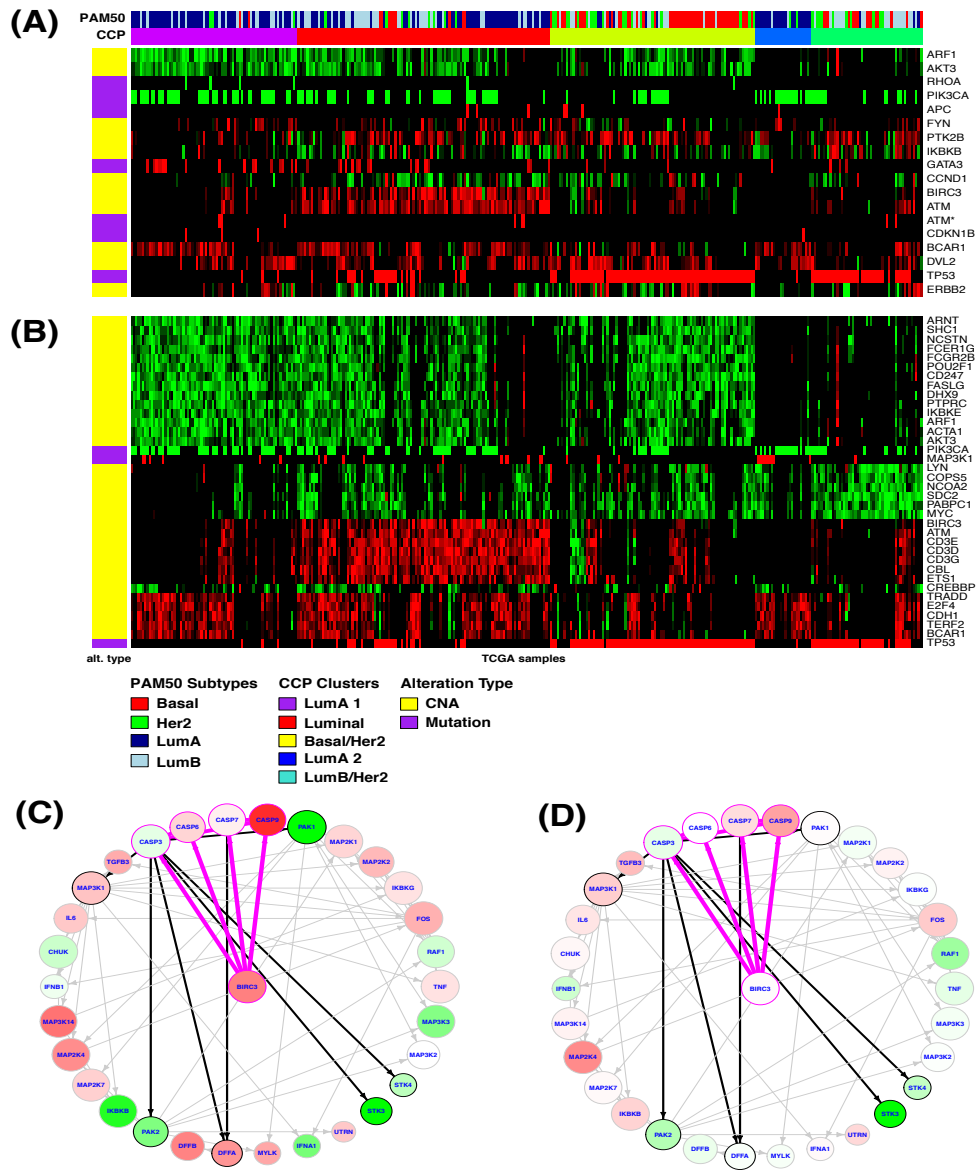 (A)
PAM50
CCP
ARF1
AKT3
RHOA
PIK3CA
APC
FYN
PTK2B
IKBKB
GATA3
CCND1
BIRC3
ATM
ATM*
CDKN1B
BCAR1
DVL2
TP53
ERBB2
(B)
ARNT
SHC1
NCSTN
FCER1G
FCGR2B
POU2F1
CD247
FASLG
DHX9
PTPRC
IKBKE
ARF1
ACTA1
AKT3
PIK3CA
MAP3K1
LYN
COPS5
NCOA2
SDC2
PABPC1
MYC
BIRC3
ATM
CD3E
CD3D
CD3G
CBL
ETS1
CREBBP
TRADD
E2F4
CDH1
TERF2
BCAR1
TP53
alt. type
TCGA samples
PAM50 Subtypes
Basal
Her2
LumA
LumB
CCP Clusters
LumA 1
Luminal
Basal/Her2
LumA 2
LumB/Her2
Alteration Type
CNA
Mutation
(C)
CASP3
CASP6
CASP7
CASP9
PAK1
MAP2K1
MAP2K2
IKBKG
FOS
RAF1
TNF
MAP3K3
MAP3K2
STK4
STK3
UTRN
IFNA1
MYLK
DFFA
DFFB
PAK2
IKBKB
MAP2K7
MAP2K4
MAP3K14
IFNB1
CHUK
IL6
MAP3K1
TGFB3
BIRC3
(D)
CASP3
CASP6
CASP7
CASP9
PAK1
MAP2K1
MAP2K2
IKBKG
FOS
RAF1
TNF
MAP3K3
MAP3K2
STK4
STK3
UTRN
IFNA1
MYLK
DFFA
DFFB
PAK2
IKBKB
MAP2K7
MAP2K4
MAP3K14
IFNB1
CHUK
IL6
MAP3K1
TGFB3
BIRC3